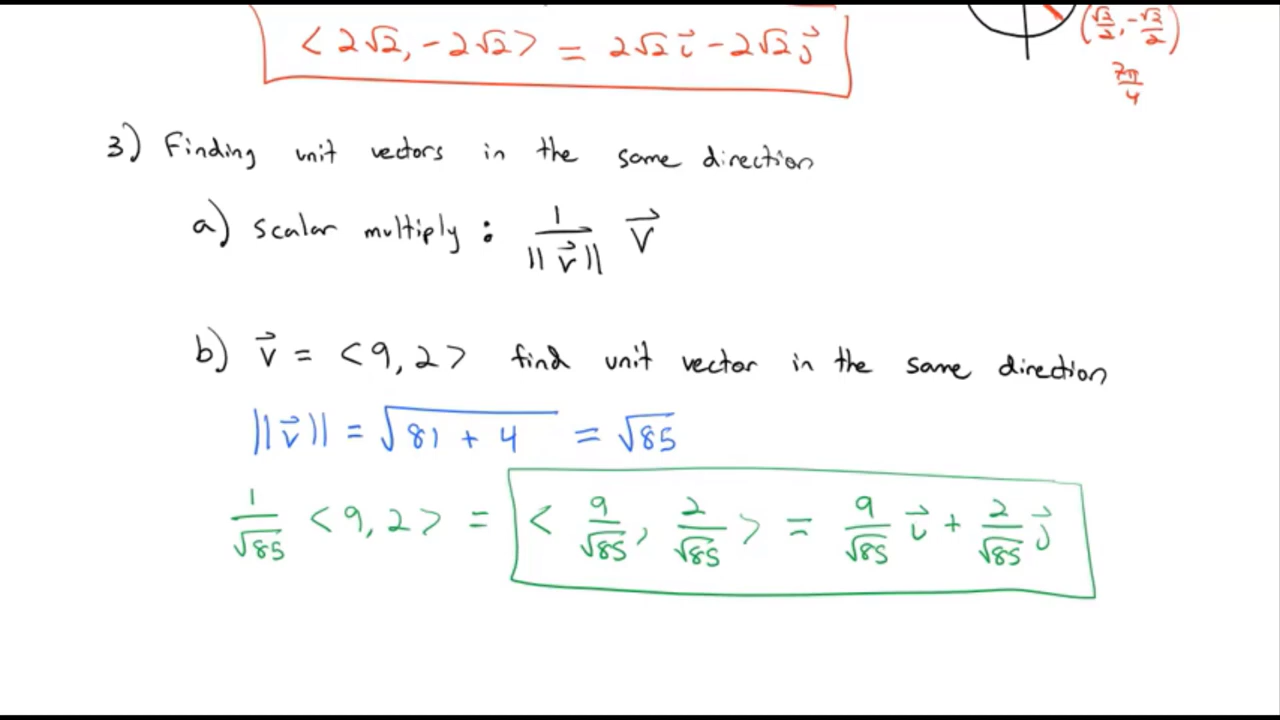 < 2√2, -2√2 > = 2√2 i⃗ - 2√2 j⃗
(√2/2, -√2/2)
7π/4
3) Finding unit vectors in the same direction
a) scalar multiply : 1/||v⃗|| v⃗
b) v⃗ = < 9, 2 > find unit vector in the same direction
||v⃗|| = √(81 + 4) = √85
1/√85 < 9, 2 > = < 9/√85, 2/√85 > = 9/√85 i⃗ + 2/√85 j⃗